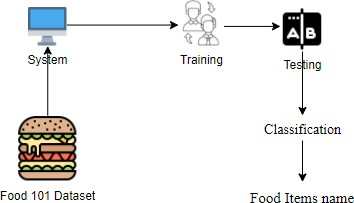 System
Training
A B
Testing
Classification
Food 101 Dataset
Food Items name